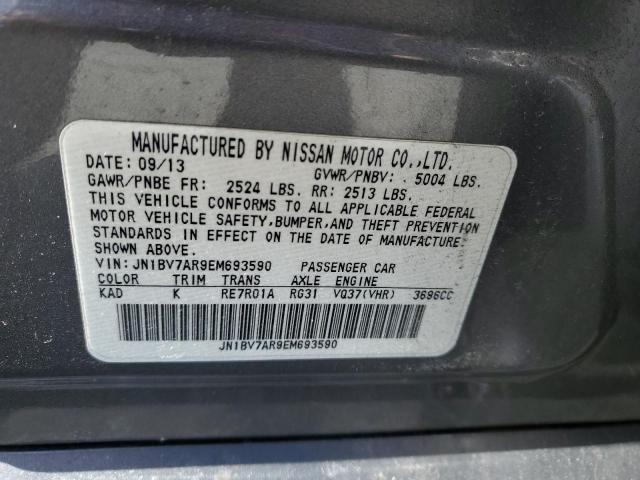 MANUFACTURED BY NISSAN MOTOR CO.,LTD.
DATE: 09/13 GVWR/PNBV: 5004 LBS.
GAWR/PNBE FR: 2524 LBS. RR: 2513 LBS.
THIS VEHICLE CONFORMS TO ALL APPLICABLE FEDERAL
MOTOR VEHICLE SAFETY,BUMPER,AND THEFT PREVENTION
STANDARDS IN EFFECT ON THE DATE OF MANUFACTURE
SHOWN ABOVE.
VIN: JN1BV7AR9EM693590 PASSENGER CAR
COLOR TRIM TRANS AXLE ENGINE
KAD K RE7R01A RG31 VQ37(VHR) 3696CC
JN1BV7AR9EM693590